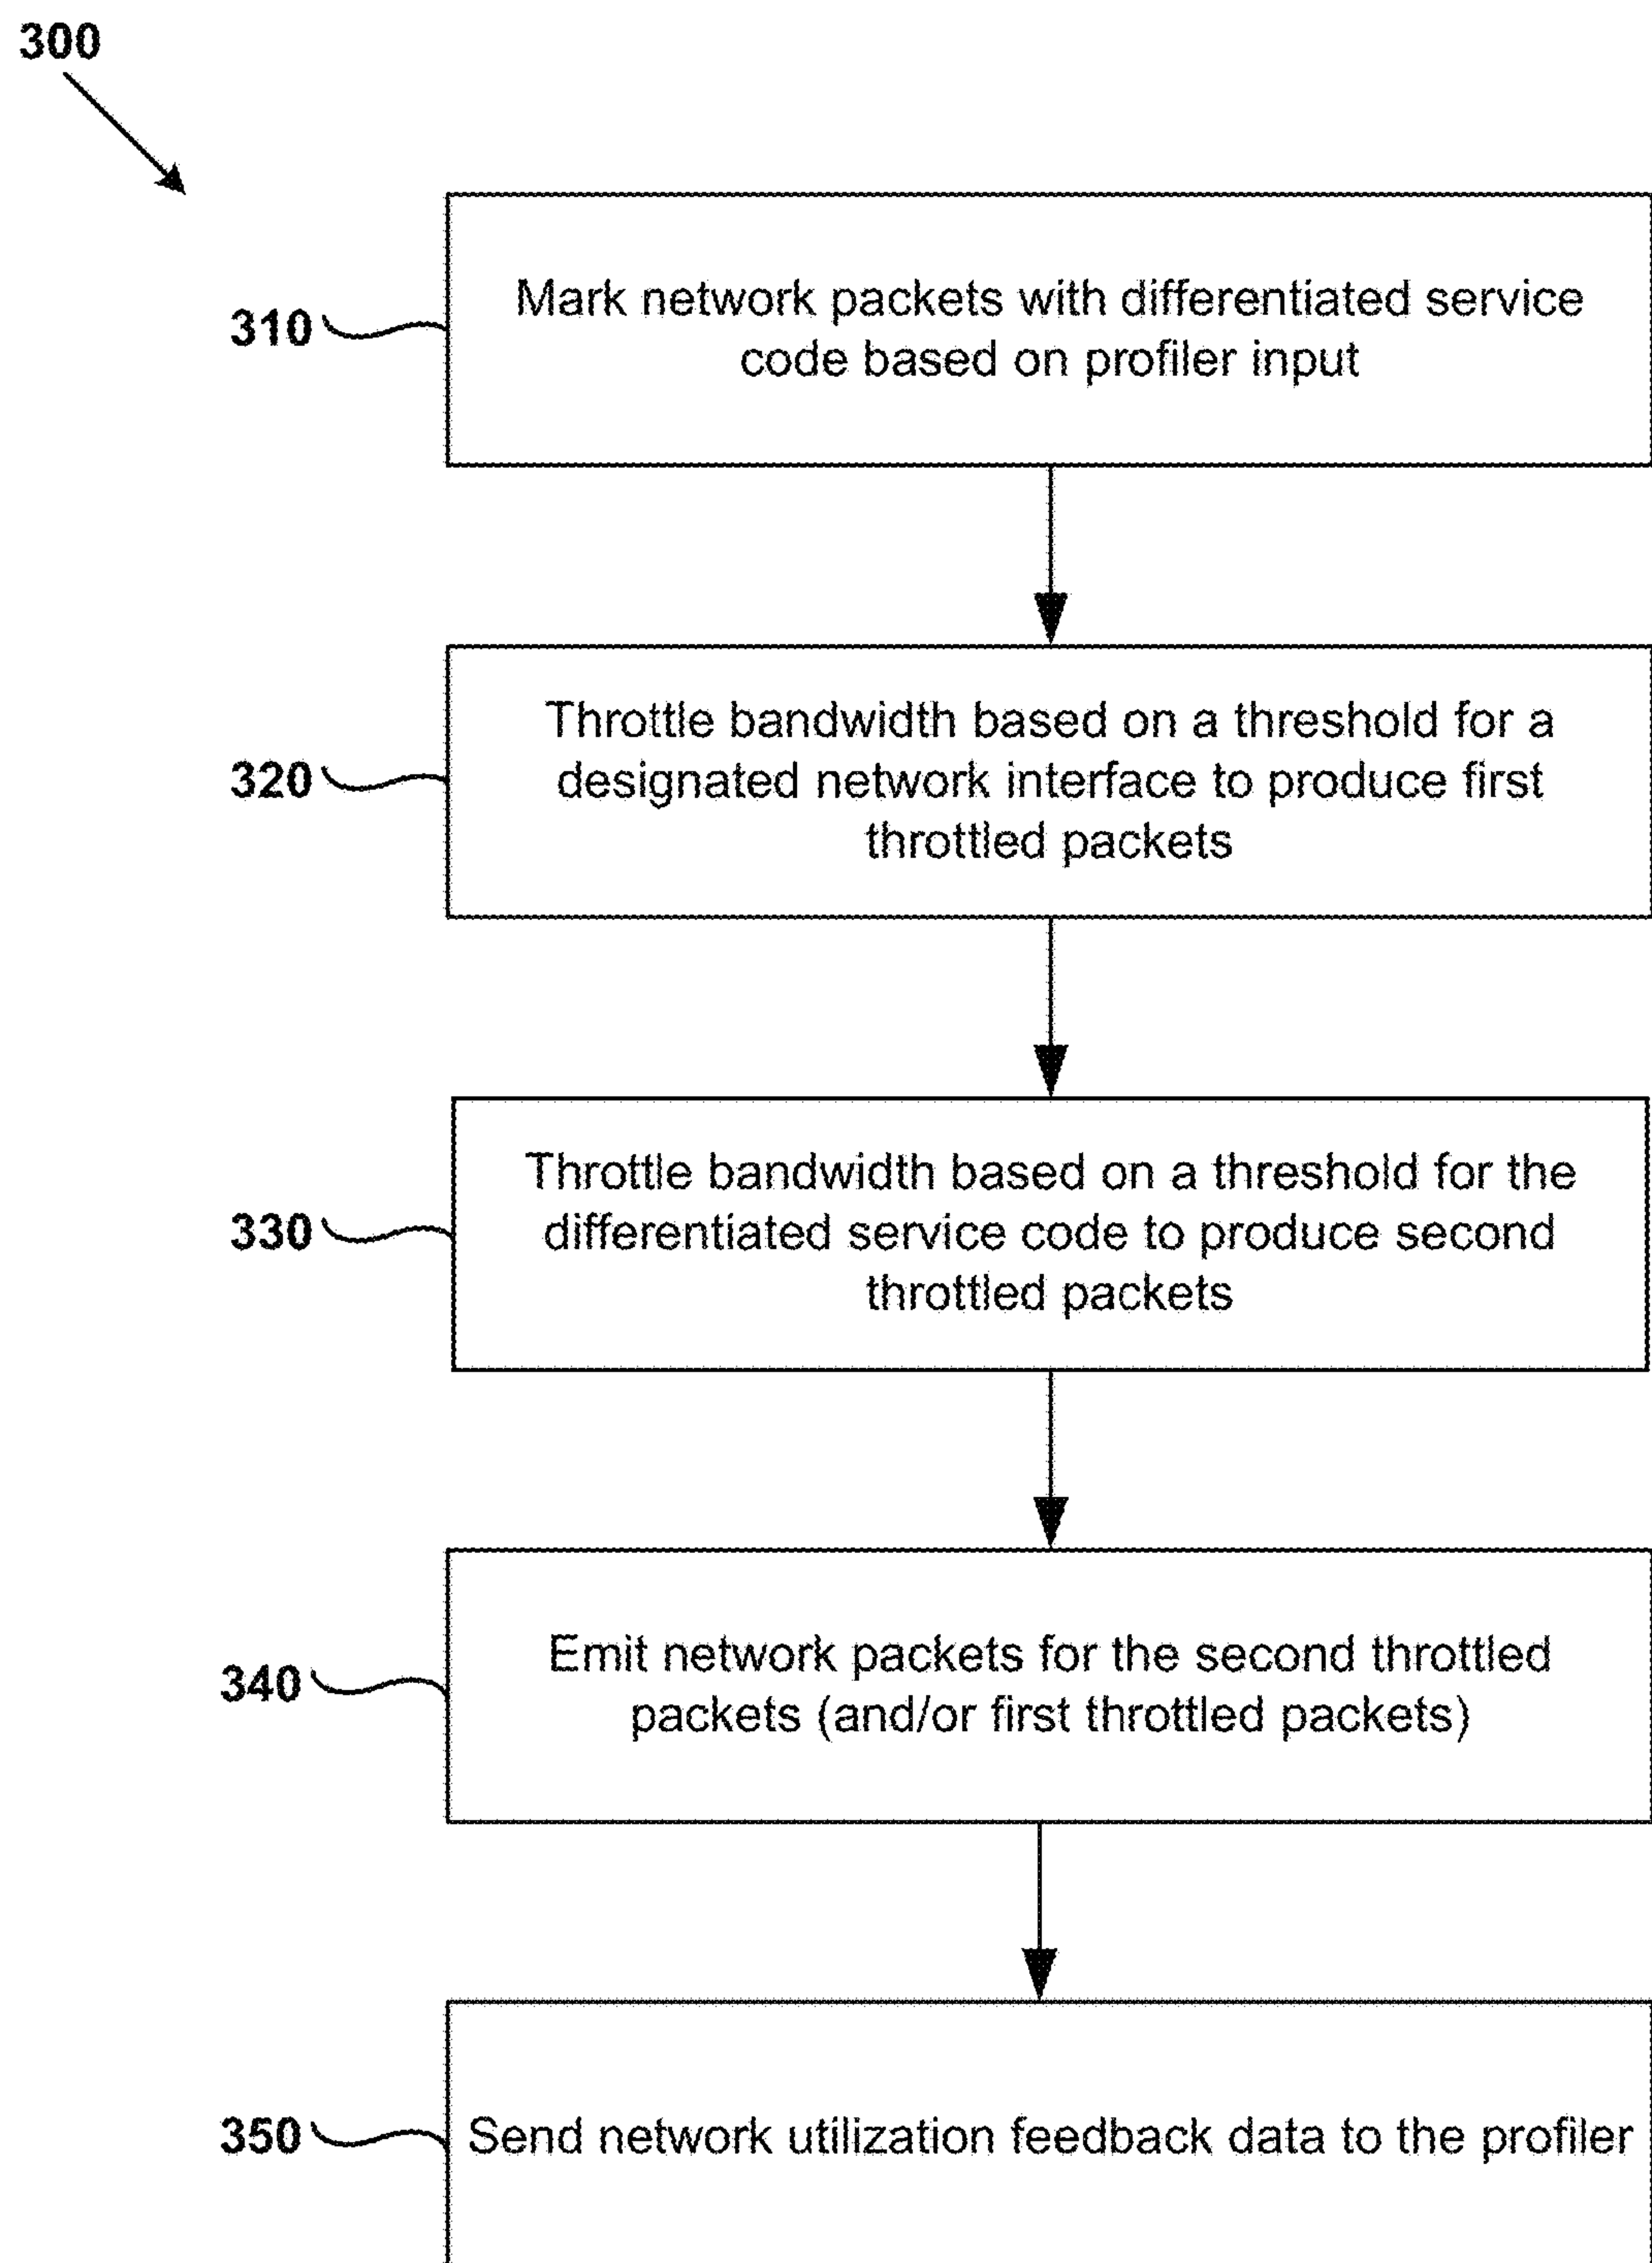 300
310
Mark network packets with differentiated service
code based on profiler input
320
Throttle bandwidth based on a threshold for a
designated network interface to produce first
throttled packets
330
Throttle bandwidth based on a threshold for the
differentiated service code to produce second
throttled packets
340
Emit network packets for the second throttled
packets (and/or first throttled packets)
350
Send network utilization feedback data to the profiler